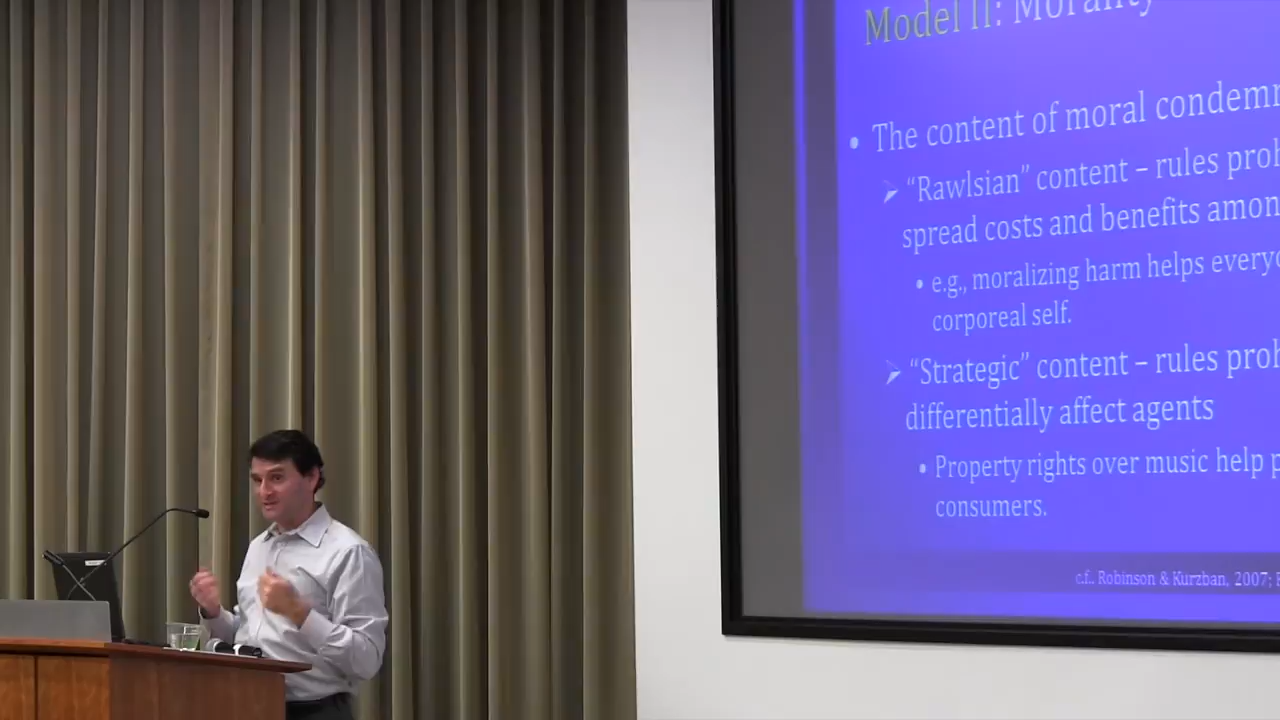 Model II: Morality
• The content of moral condemn
➢ “Rawlsian” content – rules proh
spread costs and benefits amon
• e.g., moralizing harm helps everyo
corporeal self.
➢ “Strategic” content – rules proh
differentially affect agents
• Property rights over music help p
consumers.
c.f.. Robinson & Kurzban, 2007;